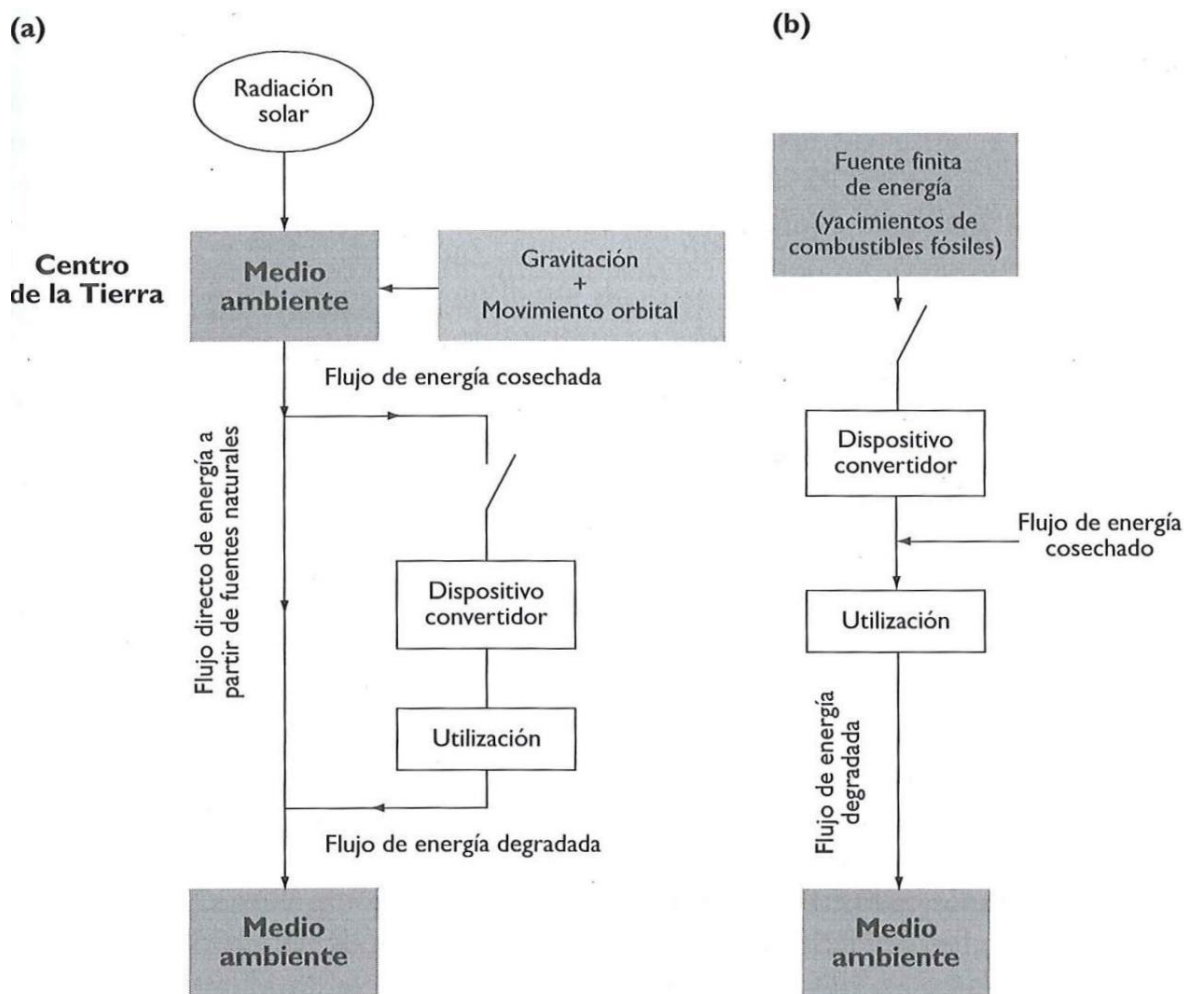 (a)
Radiación
solar
Centro
de la Tierra
Medio
ambiente
Gravitación
+
Movimiento orbital
Flujo de energía cosechada
Flujo directo de energía a
partir de fuentes naturales
Dispositivo
convertidor
Utilización
Flujo de energía degradada
Medio
ambiente
(b)
Fuente finita
de energía
(yacimientos de
combustibles fósiles)
Dispositivo
convertidor
Flujo de energía
cosechado
Utilización
Flujo de energía
degradada
Medio
ambiente